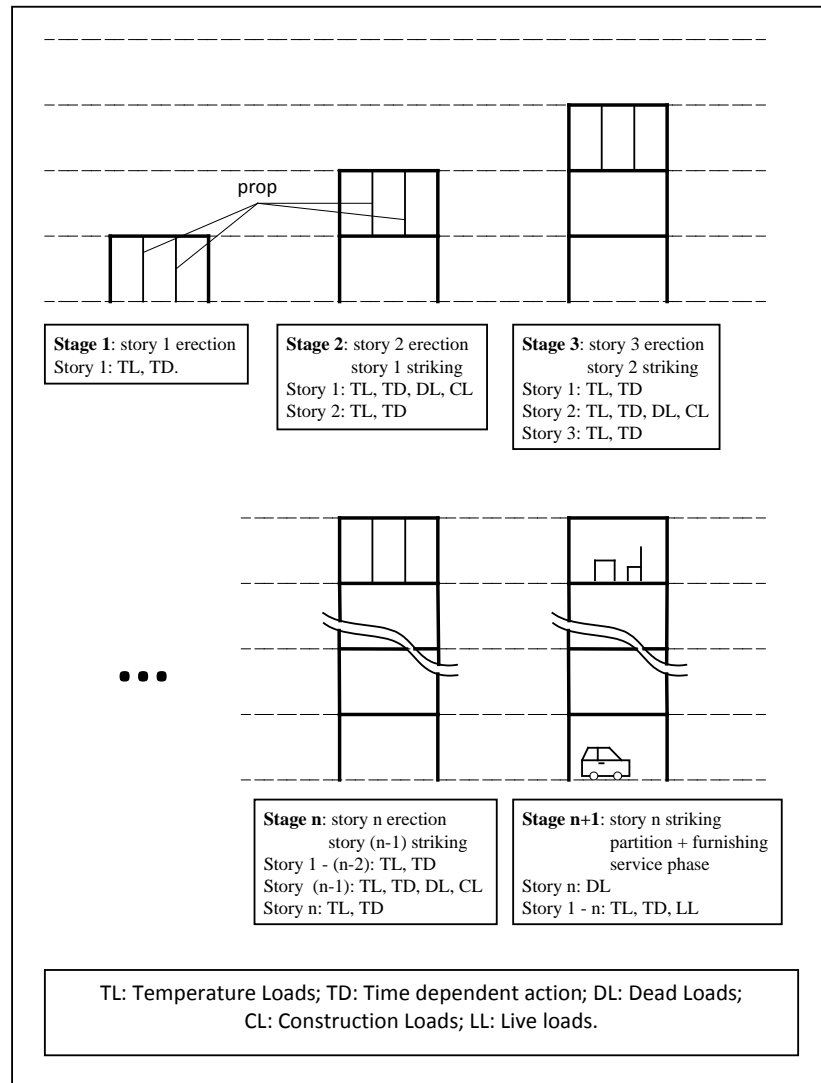 prop
Stage 1: story 1 erection
Story 1: TL, TD.
Stage 2: story 2 erection
story 1 striking
Story 1: TL, TD, DL, CL
Story 2: TL, TD
Stage 3: story 3 erection
story 2 striking
Story 1: TL, TD
Story 2: TL, TD, DL, CL
Story 3: TL, TD
...
Stage n: story n erection
story (n-1) striking
Story 1 - (n-2): TL, TD
Story (n-1): TL, TD, DL, CL
Story n: TL, TD
Stage n+1: story n striking
partition + furnishing
service phase
Story n: DL
Story 1 - n: TL, TD, LL
TL: Temperature Loads; TD: Time dependent action; DL: Dead Loads;
CL: Construction Loads; LL: Live loads.